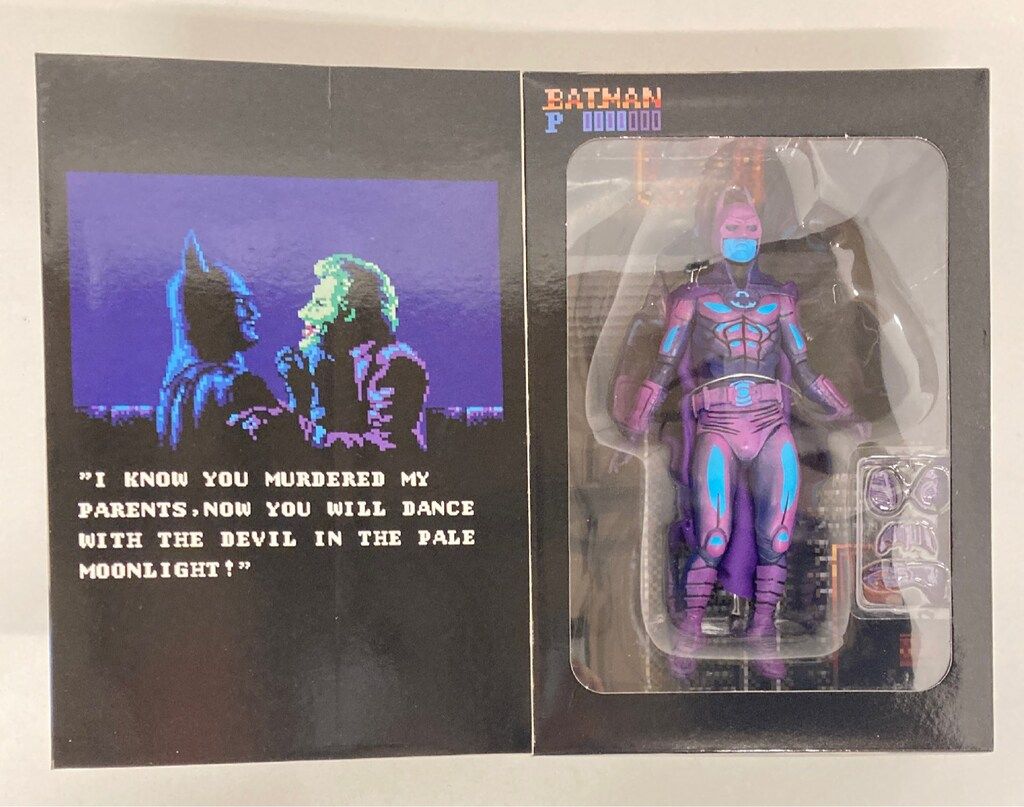 BATMAN
P
”I KNOW YOU MURDERED MY
PARENTS,NOW YOU WILL DANCE
WITH THE DEVIL IN THE PALE
MOONLIGHT!”